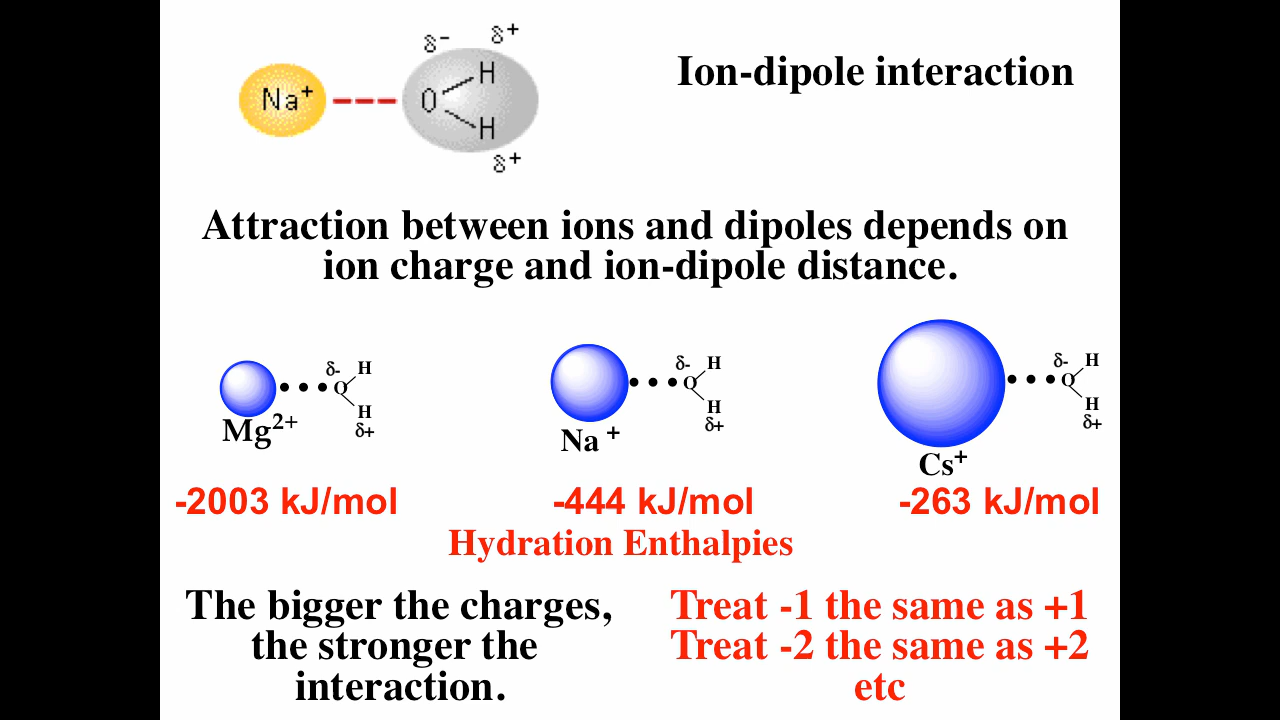 δ⁻ δ⁺
Ion-dipole interaction
Na⁺ O H
H
δ⁺
Attraction between ions and dipoles depends on
ion charge and ion-dipole distance.
δ- H δ- H δ- H
O O O
H H H
δ+ δ+ δ+
Mg²⁺ Na ⁺ Cs⁺
-2003 kJ/mol -444 kJ/mol -263 kJ/mol
Hydration Enthalpies
The bigger the charges,
the stronger the
interaction.
Treat -1 the same as +1
Treat -2 the same as +2
etc